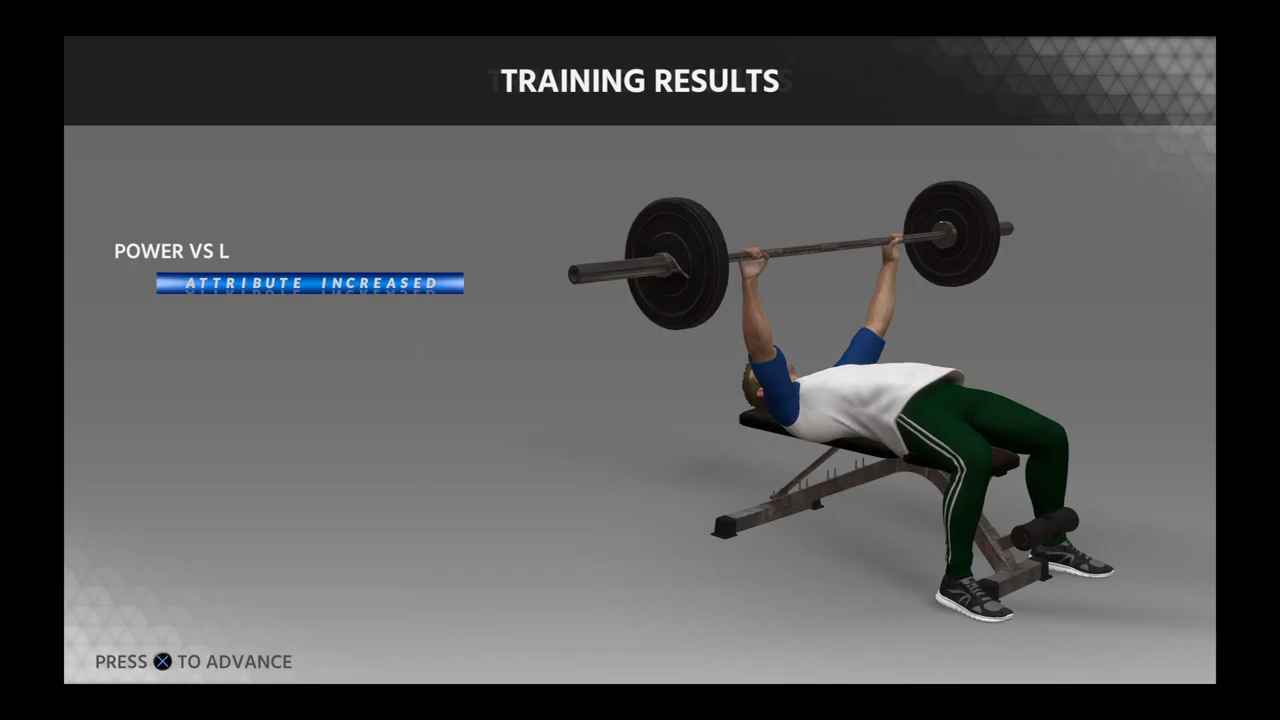 TRAINING RESULTS
POWER VS L
ATTRIBUTE INCREASED
PRESS TO ADVANCE